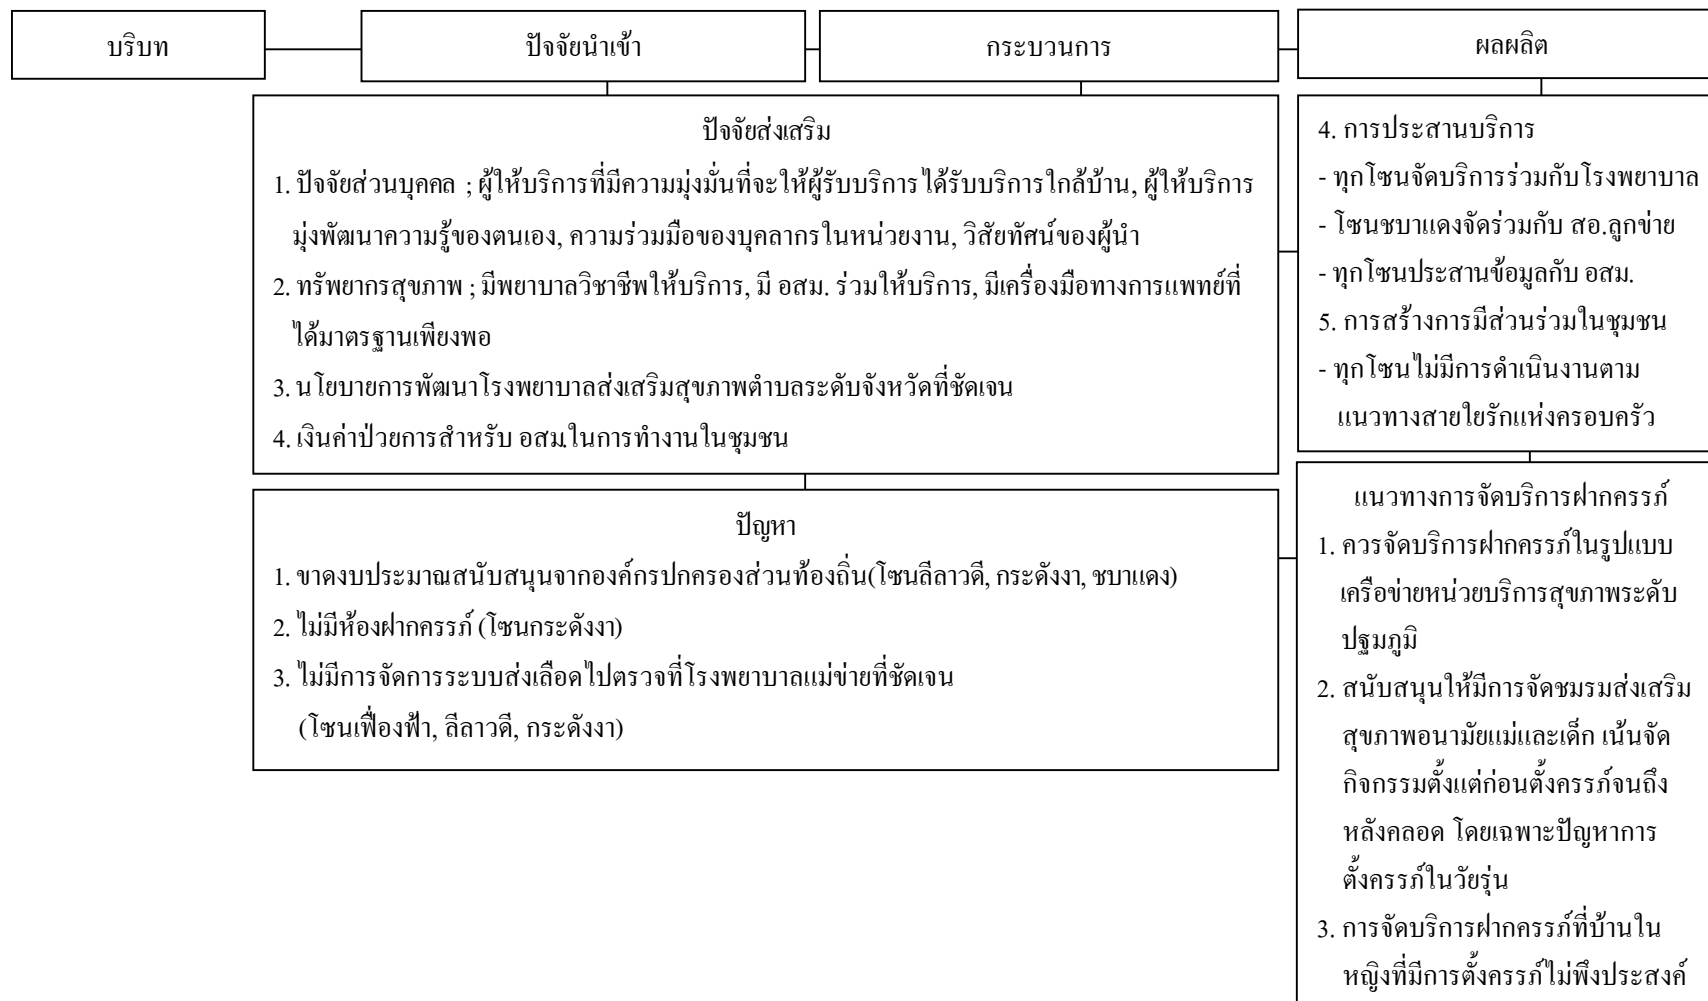 บริบท
ปัจจัยนำเข้า
กระบวนการ
ผลผลิต
ปัจจัยส่งเสริม
1. ปัจจัยส่วนบุคคล ; ผู้ให้บริการที่มีความมุ่งมั่นที่จะให้ผู้รับบริการได้รับบริการใกล้บ้าน, ผู้ให้บริการ
มุ่งพัฒนาความรู้ของตนเอง, ความร่วมมือของบุคลากรในหน่วยงาน, วิสัยทัศน์ของผู้นำ
2. ทรัพยากรสุขภาพ ; มีพยาบาลวิชาชีพให้บริการ, มี อสม. ร่วมให้บริการ, มีเครื่องมือทางการแพทย์ที่
ได้มาตรฐานเพียงพอ
3. นโยบายการพัฒนาโรงพยาบาลส่งเสริมสุขภาพตำบลระดับจังหวัดที่ชัดเจน
4. เงินค่าป่วยการสำหรับ อสม.ในการทำงานในชุมชน
4. การประสานบริการ
- ทุกโซนจัดบริการร่วมกับโรงพยาบาล
- โซนชบาแดงจัดร่วมกับ สอ.ลูกข่าย
- ทุกโซนประสานข้อมูลกับ อสม.
5. การสร้างการมีส่วนร่วมในชุมชน
- ทุกโซนไม่มีการดำเนินงานตาม
แนวทางสายใยรักแห่งครอบครัว
ปัญหา
1. ขาดงบประมาณสนับสนุนจากองค์กรปกครองส่วนท้องถิ่น(โซนลีลาวดี, กระดังงา, ชบาแดง)
2. ไม่มีห้องฝากครรภ์ (โซนกระดังงา)
3. ไม่มีการจัดการระบบส่งเลือดไปตรวจที่โรงพยาบาลแม่ข่ายที่ชัดเจน
(โซนเฟื่องฟ้า, ลีลาวดี, กระดังงา)
แนวทางการจัดบริการฝากครรภ์
1. ควรจัดบริการฝากครรภ์ในรูปแบบ
เครือข่ายหน่วยบริการสุขภาพระดับ
ปฐมภูมิ
2. สนับสนุนให้มีการจัดชมรมส่งเสริม
สุขภาพอนามัยแม่และเด็ก เน้นจัด
กิจกรรมตั้งแต่ก่อนตั้งครรภ์จนถึง
หลังคลอด โดยเฉพาะปัญหาการ
ตั้งครรภ์ในวัยรุ่น
3. การจัดบริการฝากครรภ์ที่บ้านใน
หญิงที่มีการตั้งครรภ์ไม่พึงประสงค์